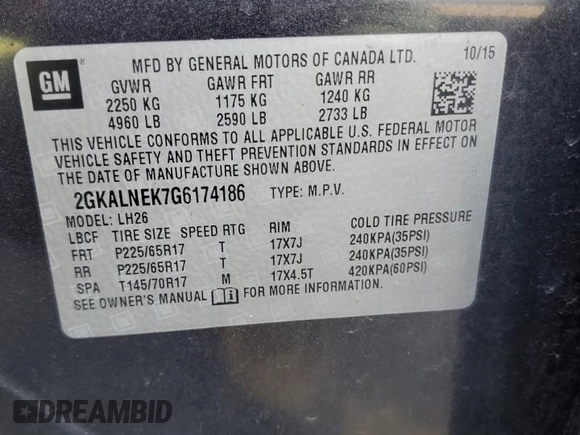 GM ® MFD BY GENERAL MOTORS OF CANADA LTD. 10/15
GVWR GAWR FRT GAWR RR
2250 KG 1175 KG 1240 KG
4960 LB 2590 LB 2733 LB
THIS VEHICLE CONFORMS TO ALL APPLICABLE U.S. FEDERAL MOTOR
VEHICLE SAFETY AND THEFT PREVENTION STANDARDS IN EFFECT ON
THE DATE OF MANUFACTURE SHOWN ABOVE.
2GKALNEK7G6174186 TYPE: M.P.V.
MODEL: LH26
LBCF TIRE SIZE SPEED RTG RIM COLD TIRE PRESSURE
FRT P225/65R17 T 17X7J 240KPA(35PSI)
RR P225/65R17 T 17X7J 240KPA(35PSI)
SPA T145/70R17 M 17X4.5T 420KPA(60PSI)
SEE OWNER'S MANUAL FOR MORE INFORMATION.
DREAMBID